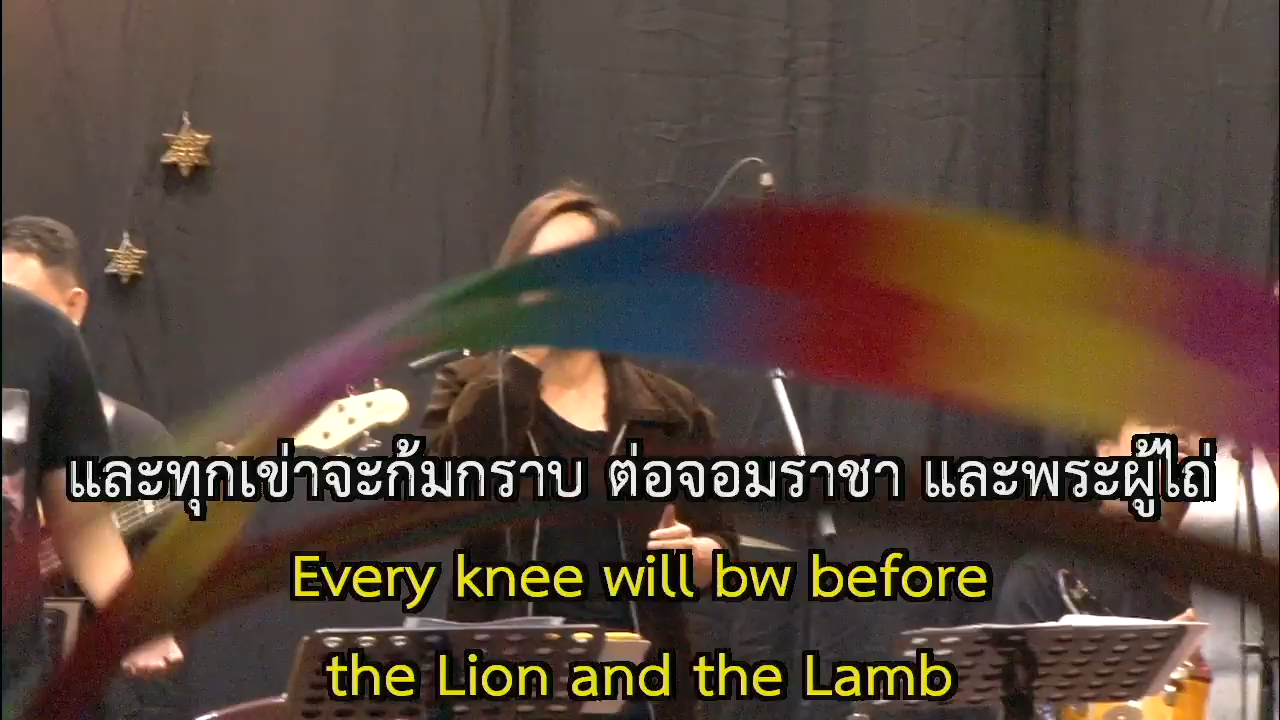 และทุกเข่าจะก้มกราบ ต่อจอมราชา และพระผู้ไถ่
Every knee will bw before
the Lion and the Lamb